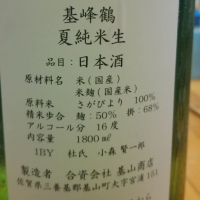 基峰鶴
夏純米生
品目：日本酒
原材料名 米(国産)
米麹(国産米)
原料米 さがびより 100%
精米歩合 麹：50% 掛：68%
アルコール分 16度
内容量 1800㎖
1BY 杜氏 小森 賢一郎
製造者 合資会社 基山商店
佐賀県三養基郡基山町大字宮浦151